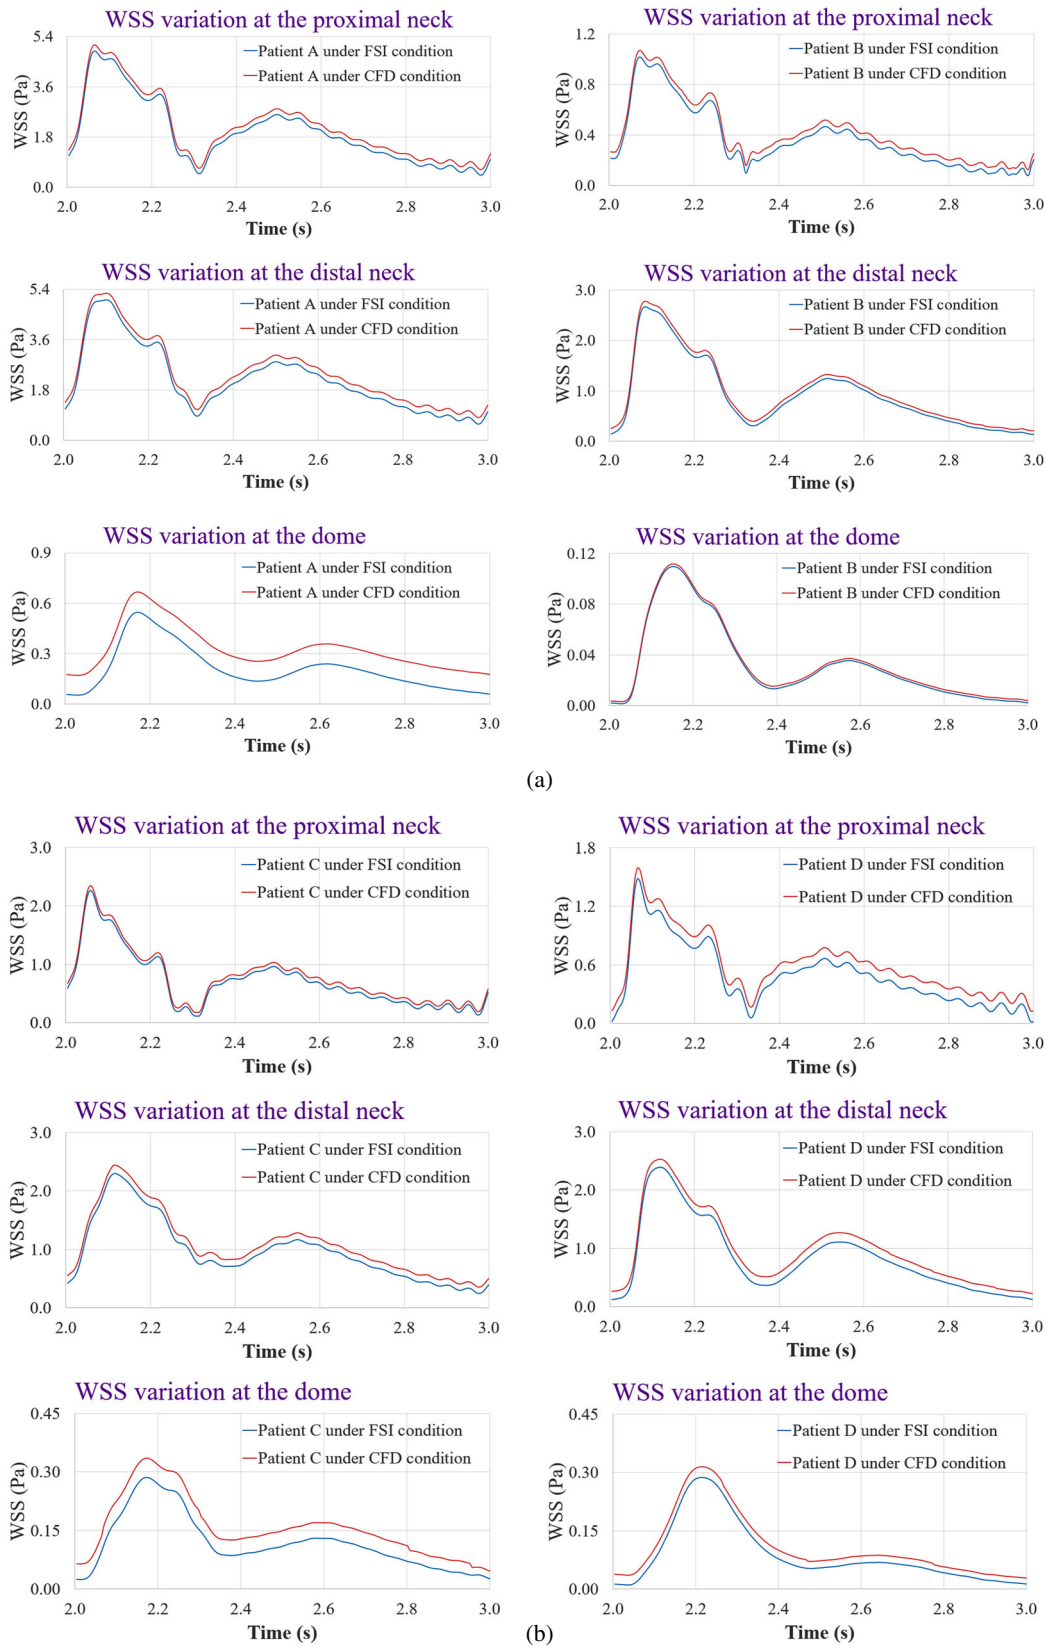 WSS variation at the proximal neck
5.4
3.6
1.8
0.0
WSS (Pa)
Patient A under FSI condition
Patient A under CFD condition
2.0 2.2 2.4 2.6 2.8 3.0
Time (s)
WSS variation at the proximal neck
1.2
0.8
0.4
0.0
WSS (Pa)
Patient B under FSI condition
Patient B under CFD condition
2.0 2.2 2.4 2.6 2.8 3.0
Time (s)
WSS variation at the distal neck
5.4
3.6
1.8
0.0
WSS (Pa)
Patient A under FSI condition
Patient A under CFD condition
2.0 2.2 2.4 2.6 2.8 3.0
Time (s)
WSS variation at the distal neck
3.0
2.0
1.0
0.0
WSS (Pa)
Patient B under FSI condition
Patient B under CFD condition
2.0 2.2 2.4 2.6 2.8 3.0
Time (s)
WSS variation at the dome
0.9
0.6
0.3
0.0
WSS (Pa)
Patient A under FSI condition
Patient A under CFD condition
2.0 2.2 2.4 2.6 2.8 3.0
Time (s)
WSS variation at the dome
0.12
0.08
0.04
0.00
WSS (Pa)
Patient B under FSI condition
Patient B under CFD condition
2.0 2.2 2.4 2.6 2.8 3.0
Time (s)
(a)
WSS variation at the proximal neck
3.0
2.0
1.0
0.0
WSS (Pa)
Patient C under FSI condition
Patient C under CFD condition
2.0 2.2 2.4 2.6 2.8 3.0
Time (s)
WSS variation at the proximal neck
1.8
1.2
0.6
0.0
WSS (Pa)
Patient D under FSI condition
Patient D under CFD condition
2.0 2.2 2.4 2.6 2.8 3.0
Time (s)
WSS variation at the distal neck
3.0
2.0
1.0
0.0
WSS (Pa)
Patient C under FSI condition
Patient C under CFD condition
2.0 2.2 2.4 2.6 2.8 3.0
Time (s)
WSS variation at the distal neck
3.0
2.0
1.0
0.0
WSS (Pa)
Patient D under FSI condition
Patient D under CFD condition
2.0 2.2 2.4 2.6 2.8 3.0
Time (s)
WSS variation at the dome
0.45
0.30
0.15
0.00
WSS (Pa)
Patient C under FSI condition
Patient C under CFD condition
2.0 2.2 2.4 2.6 2.8 3.0
Time (s)
WSS variation at the dome
0.45
0.30
0.15
0.00
WSS (Pa)
Patient D under FSI condition
Patient D under CFD condition
2.0 2.2 2.4 2.6 2.8 3.0
Time (s)
(b)